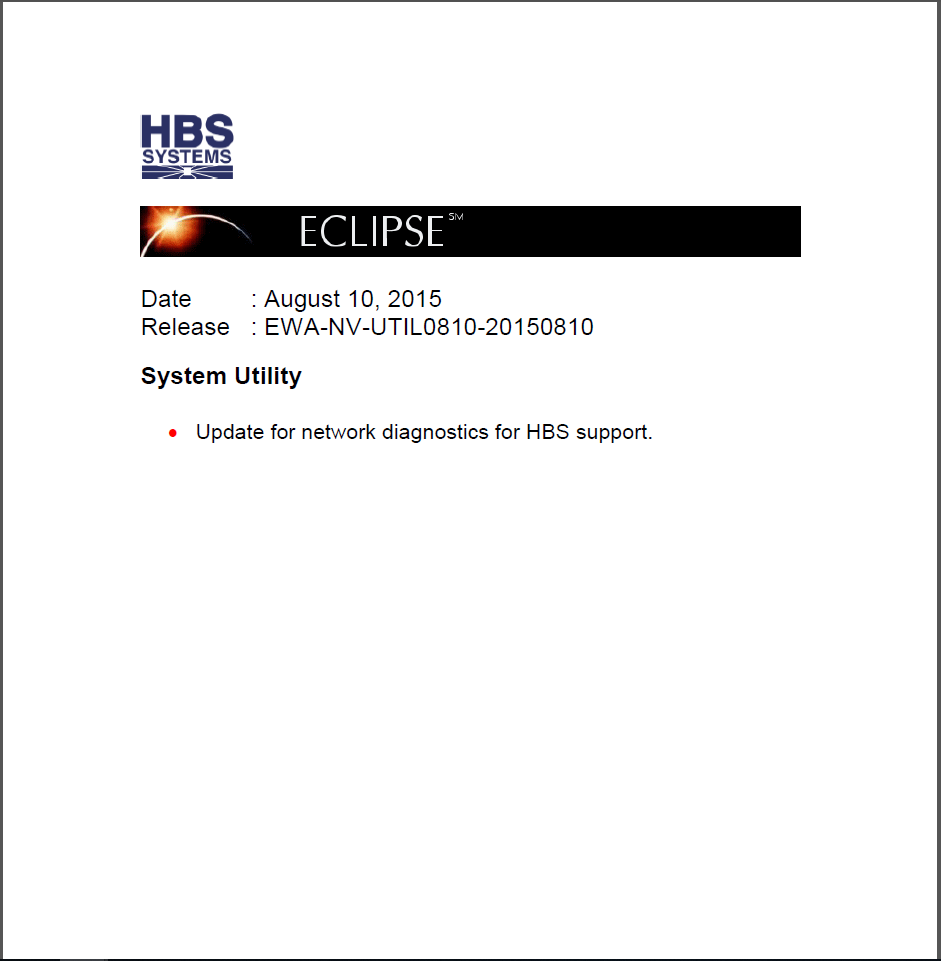 HBS
SYSTEMS
ECLIPSE℠
Date : August 10, 2015
Release : EWA-NV-UTIL0810-20150810
System Utility
• Update for network diagnostics for HBS support.